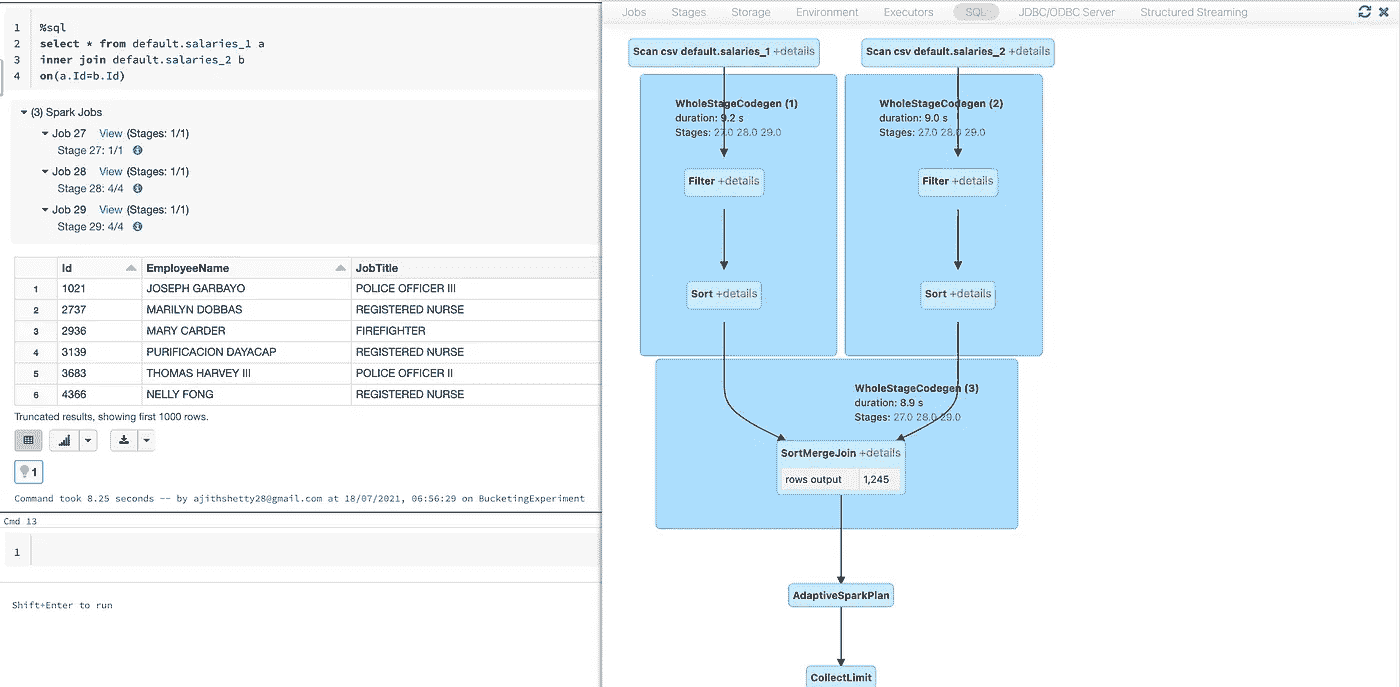 1 %sql
2 select * from default.salaries_1 a
3 inner join default.salaries_2 b
4 on(a.Id=b.Id)
(3) Spark Jobs
Job 27 View (Stages: 1/1)
Stage 27: 1/1
Job 28 View (Stages: 1/1)
Stage 28: 4/4
Job 29 View (Stages: 1/1)
Stage 29: 4/4
Id EmployeeName JobTitle
1 1021 JOSEPH GARBAYO POLICE OFFICER III
2 2737 MARILYN DOBBAS REGISTERED NURSE
3 2936 MARY CARDER FIREFIGHTER
4 3139 PURIFICACION DAYACAP REGISTERED NURSE
5 3683 THOMAS HARVEY III POLICE OFFICER II
6 4366 NELLY FONG REGISTERED NURSE
Truncated results, showing first 1000 rows.
1
Command took 8.25 seconds -- by ajithshetty28@gmail.com at 18/07/2021, 06:56:29 on BucketingExperiment
Cmd 13
1
Shift+Enter to run
Jobs Stages Storage Environment Executors SQL JDBC/ODBC Server Structured Streaming
Scan csv default.salaries_1 +details
Scan csv default.salaries_2 +details
WholeStageCodegen (1)
duration: 9.2 s
Stages: 27.0 28.0 29.0
WholeStageCodegen (2)
duration: 9.0 s
Stages: 27.0 28.0 29.0
Filter +details
Filter +details
Sort +details
Sort +details
WholeStageCodegen (3)
duration: 8.9 s
Stages: 27.0 28.0 29.0
SortMergeJoin +details
rows output 1,245
AdaptiveSparkPlan
CollectLimit